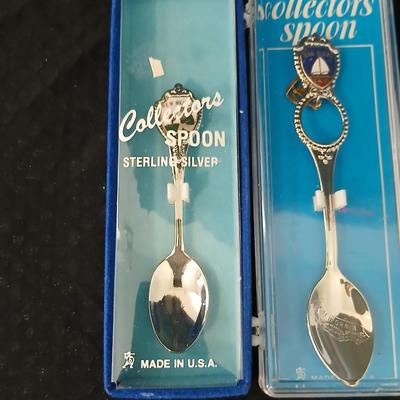 Collectors
SPOON
STERLING SILVER
MADE IN U.S.A.
collectors
spoon